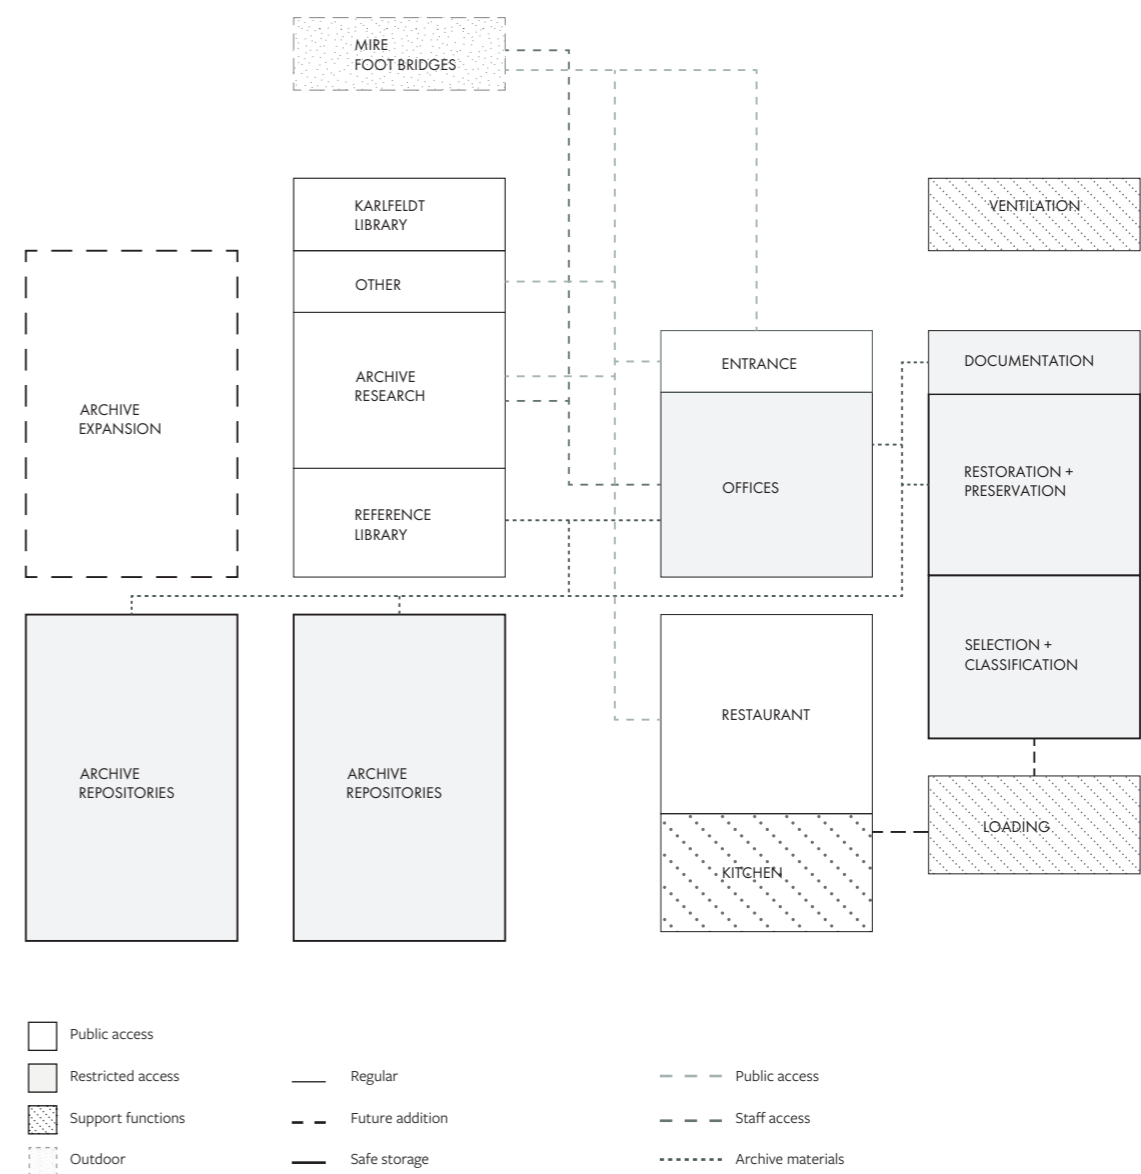 MIRE
FOOT BRIDGES
KARLFELDT
LIBRARY
VENTILATION
OTHER
ENTRANCE
DOCUMENTATION
ARCHIVE
RESEARCH
ARCHIVE
EXPANSION
RESTORATION +
PRESERVATION
OFFICES
REFERENCE
LIBRARY
SELECTION +
CLASSIFICATION
RESTAURANT
ARCHIVE
REPOSITORIES
ARCHIVE
REPOSITORIES
LOADING
KITCHEN
Public access
Restricted access
Support functions
Outdoor
Regular
Future addition
Safe storage
Public access
Staff access
Archive materials